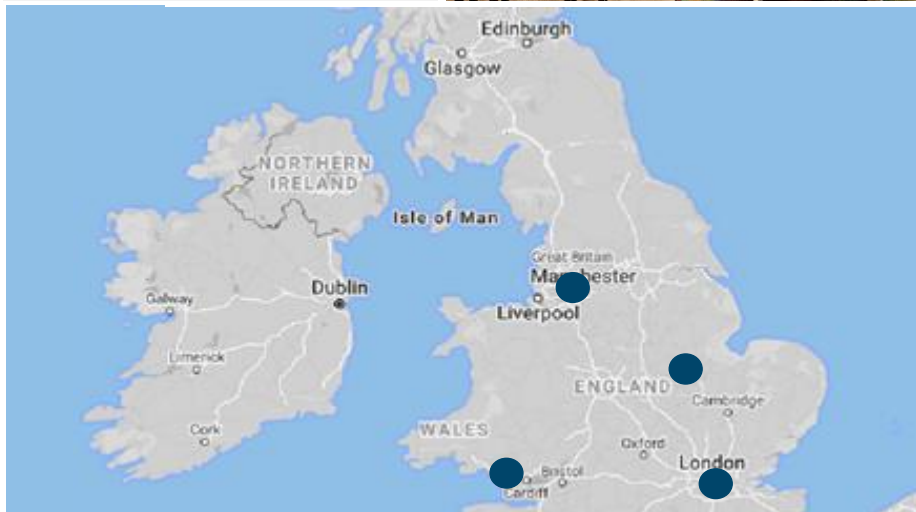 Edinburgh
Glasgow
NORTHERN
IRELAND
Isle of Man
Great Britain
Manchester
Dublin
Galway
Liverpool
Limerick
ENGLAND
Cambridge
Cork
WALES
Oxford
London
Bristol
Cardiff